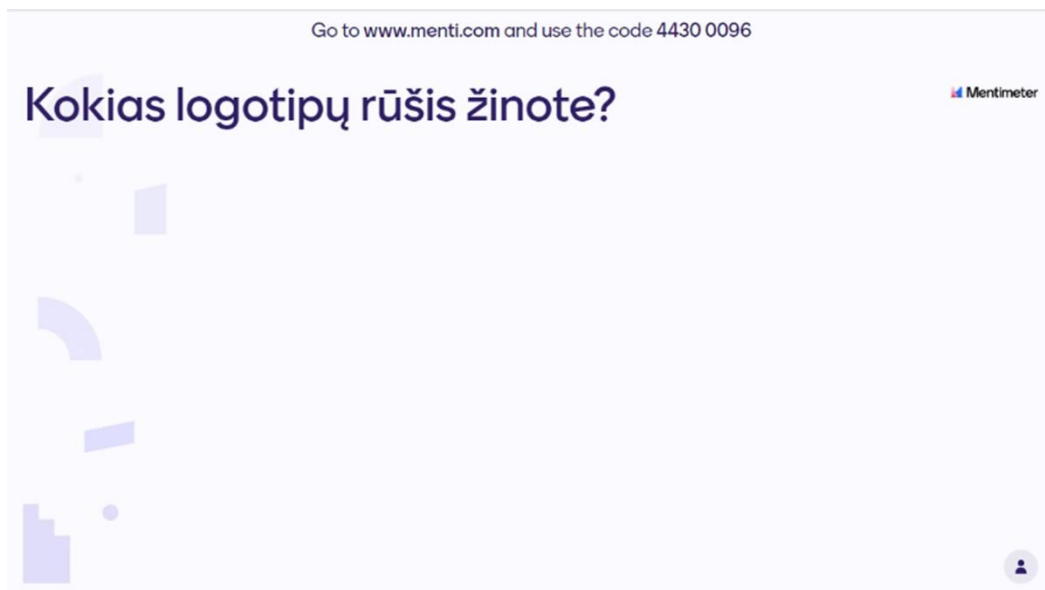 Go to www.menti.com and use the code 4430 0096
Kokias logotipų rūšis žinote?
Mentimeter